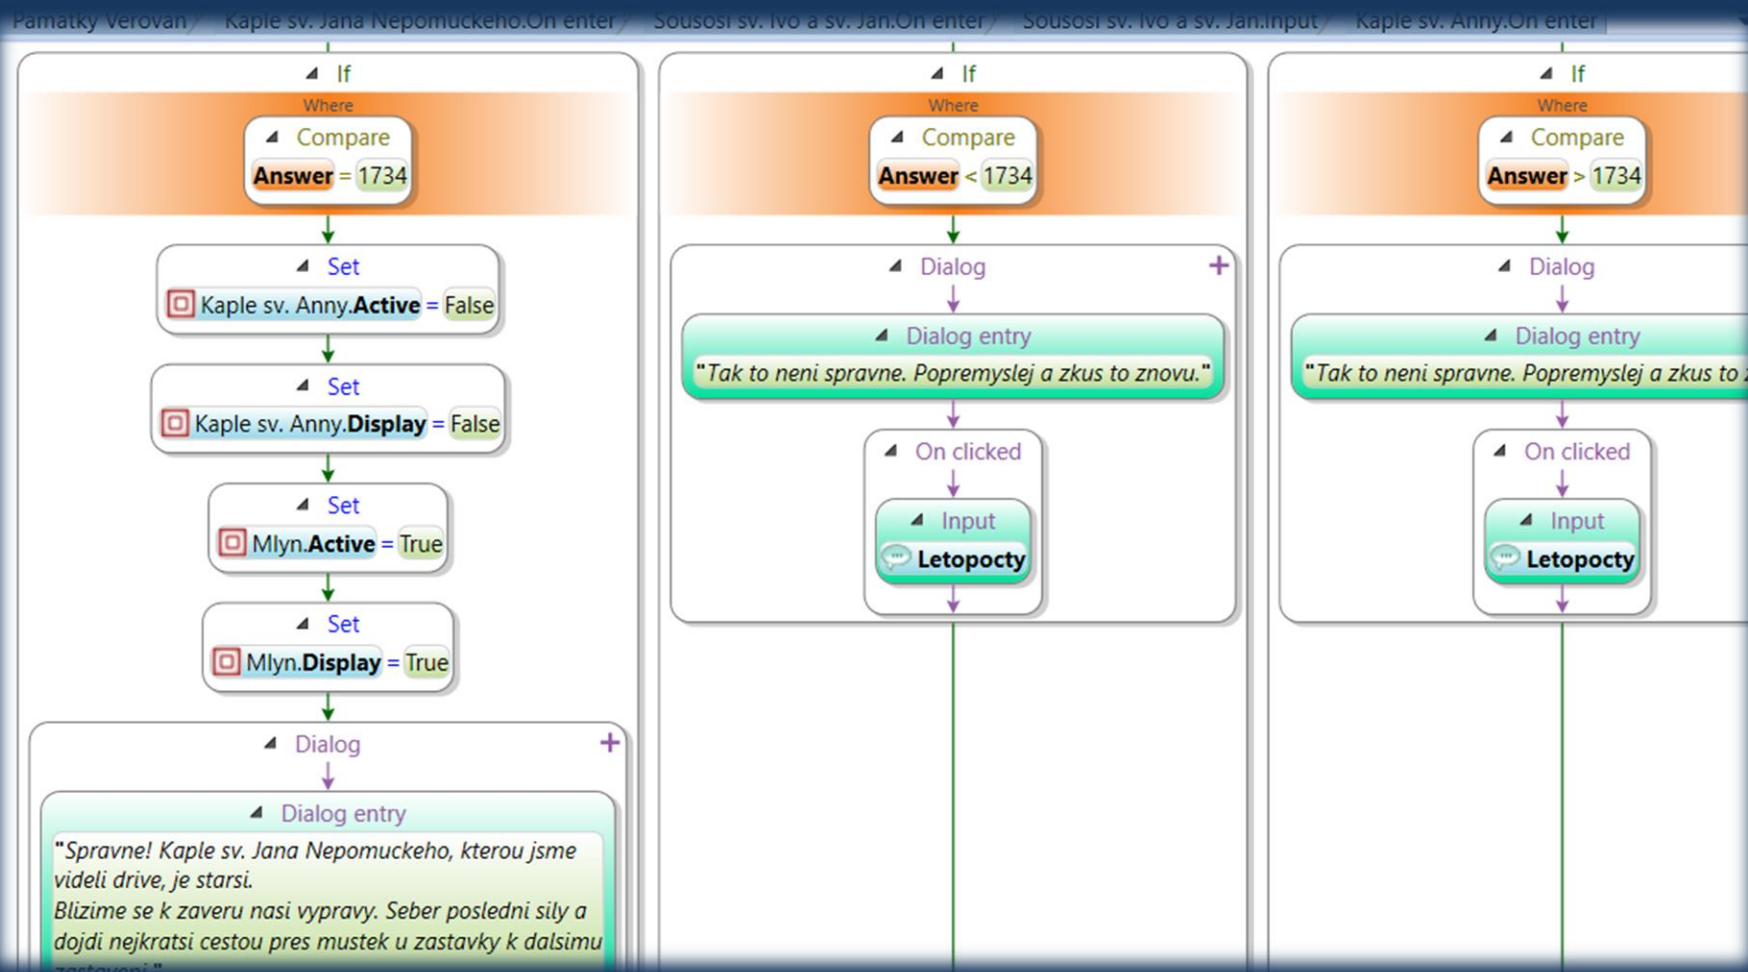 Pamatky Verovan
Kaple sv. Jana Nepomuckeho.On enter
Sousosi sv. Ivo a sv. Jan.On enter
Sousosi sv. Ivo a sv. Jan.Input
Kaple sv. Anny.On enter
If
Where
Compare
Answer = 1734
Set
Kaple sv. Anny.Active = False
Set
Kaple sv. Anny.Display = False
Set
Mlyn.Active = True
Set
Mlyn.Display = True
Dialog +
Dialog entry
"Spravne! Kaple sv. Jana Nepomuckeho, kterou jsme
videli drive, je starsi.
Blizime se k zaveru nasi vypravy. Seber posledni sily a
dojdi nejkratsi cestou pres mustek u zastavky k dalsimu
zastaveni."
If
Where
Compare
Answer < 1734
Dialog +
Dialog entry
"Tak to neni spravne. Popremyslej a zkus to znovu."
On clicked
Input
Letopocty
If
Where
Compare
Answer > 1734
Dialog
Dialog entry
"Tak to neni spravne. Popremyslej a zkus to
On clicked
Input
Letopocty